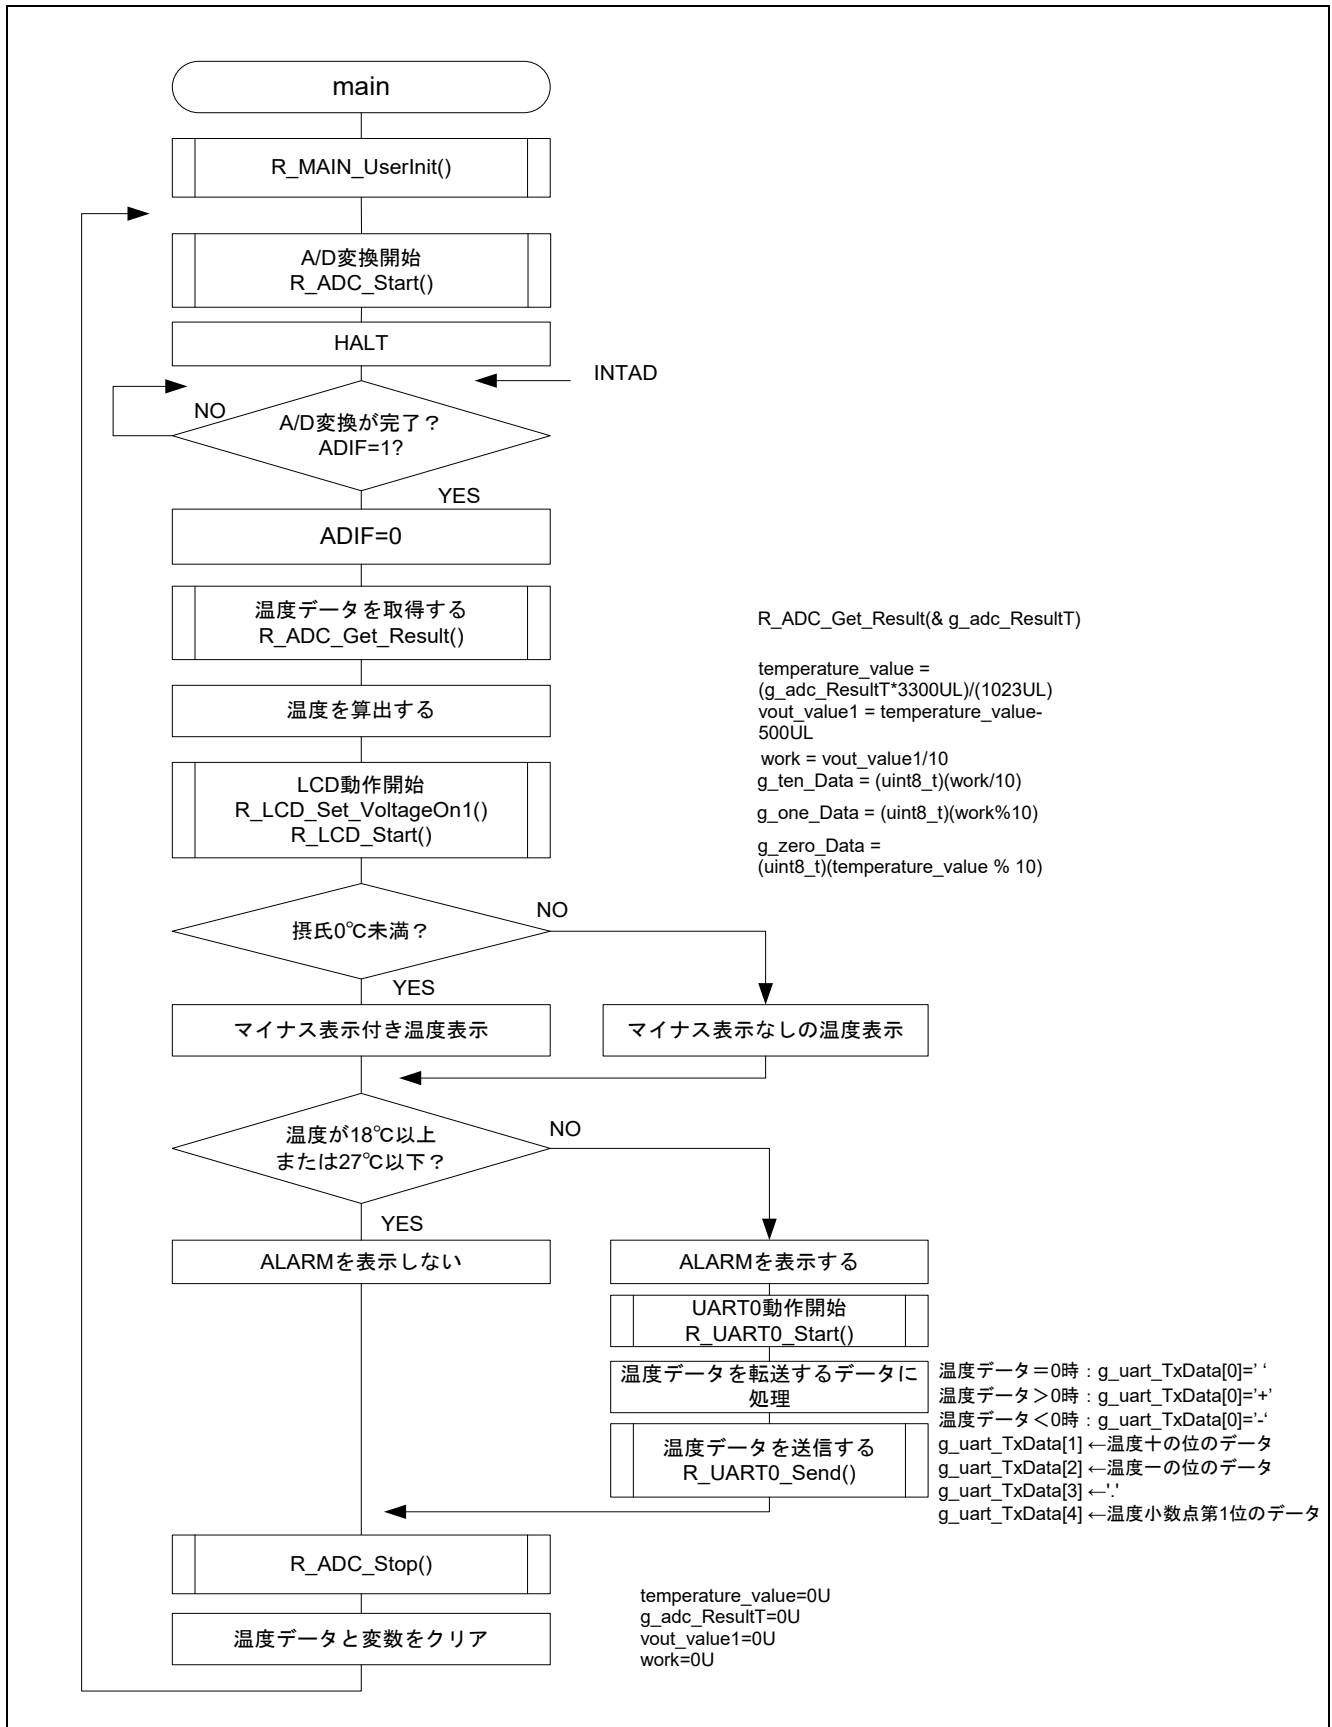 main
R_MAIN_UserInit()
A/D変換開始
R_ADC_Start()
HALT
INTAD
NO
A/D変換が完了？
ADIF=1?
YES
ADIF=0
温度データを取得する
R_ADC_Get_Result()
R_ADC_Get_Result(& g_adc_ResultT)
temperature_value =
(g_adc_ResultT*3300UL)/(1023UL)
vout_value1 = temperature_value-
500UL
work = vout_value1/10
g_ten_Data = (uint8_t)(work/10)
g_one_Data = (uint8_t)(work%10)
g_zero_Data =
(uint8_t)(temperature_value % 10)
温度を算出する
LCD動作開始
R_LCD_Set_VoltageOn1()
R_LCD_Start()
摂氏0℃未満？
NO
YES
マイナス表示付き温度表示
マイナス表示なしの温度表示
温度が18℃以上
または27℃以下？
NO
YES
ALARMを表示しない
ALARMを表示する
UART0動作開始
R_UART0_Start()
温度データを転送するデータに
処理
温度データを送信する
R_UART0_Send()
温度データ＝0時：g_uart_TxData[0]=’ ‘
温度データ＞0時：g_uart_TxData[0]=’+’
温度データ＜0時：g_uart_TxData[0]=’-‘
g_uart_TxData[1] ←温度十の位のデータ
g_uart_TxData[2] ←温度一の位のデータ
g_uart_TxData[3] ←’.’
g_uart_TxData[4] ←温度小数点第1位のデータ
R_ADC_Stop()
温度データと変数をクリア
temperature_value=0U
g_adc_ResultT=0U
vout_value1=0U
work=0U